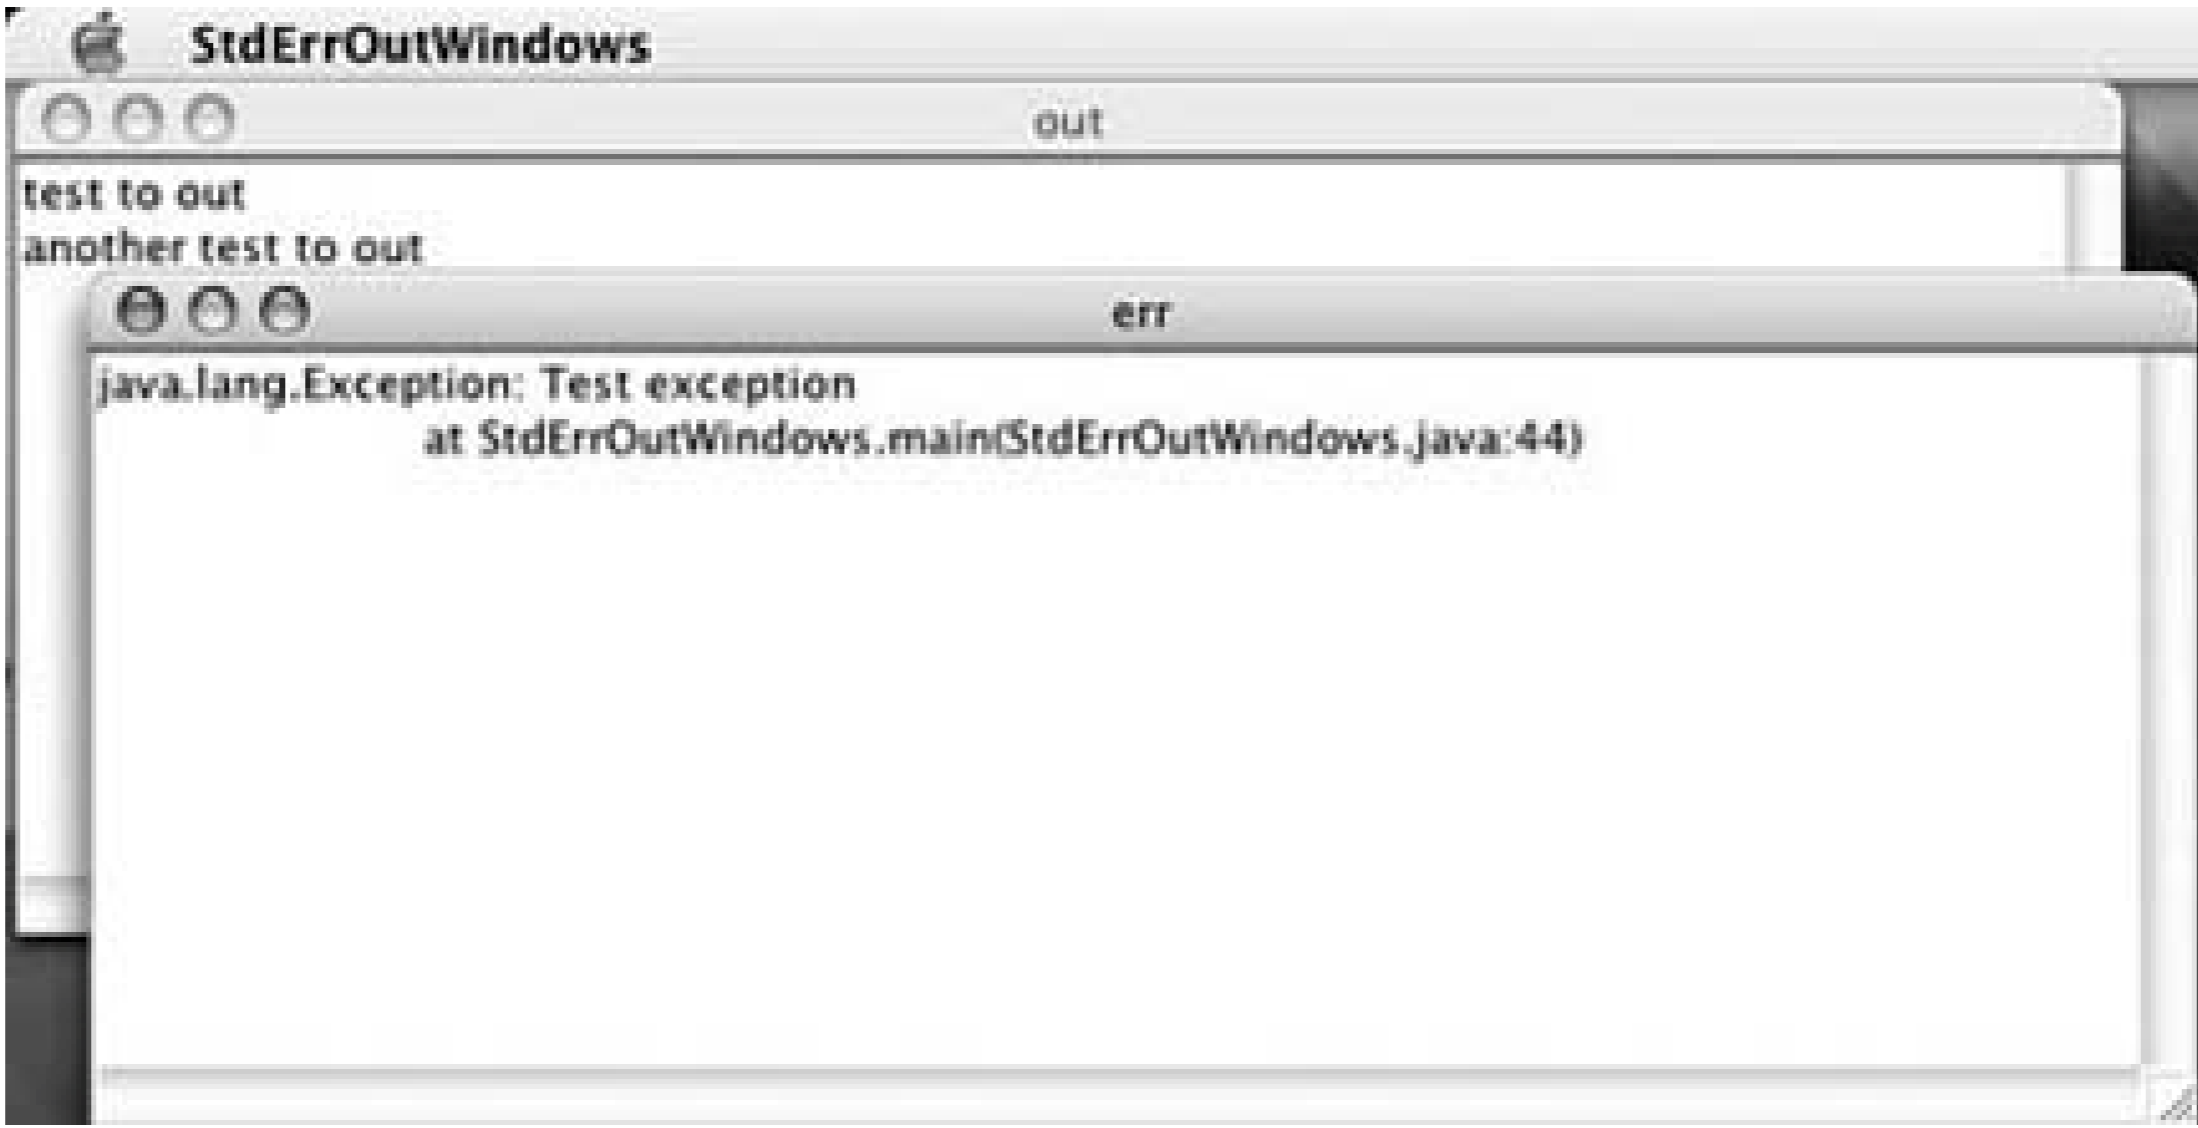 StdErrOutWindows
out
test to out
another test to out
err
java.lang.Exception: Test exception
at StdErrOutWindows.main(StdErrOutWindows.java:44)